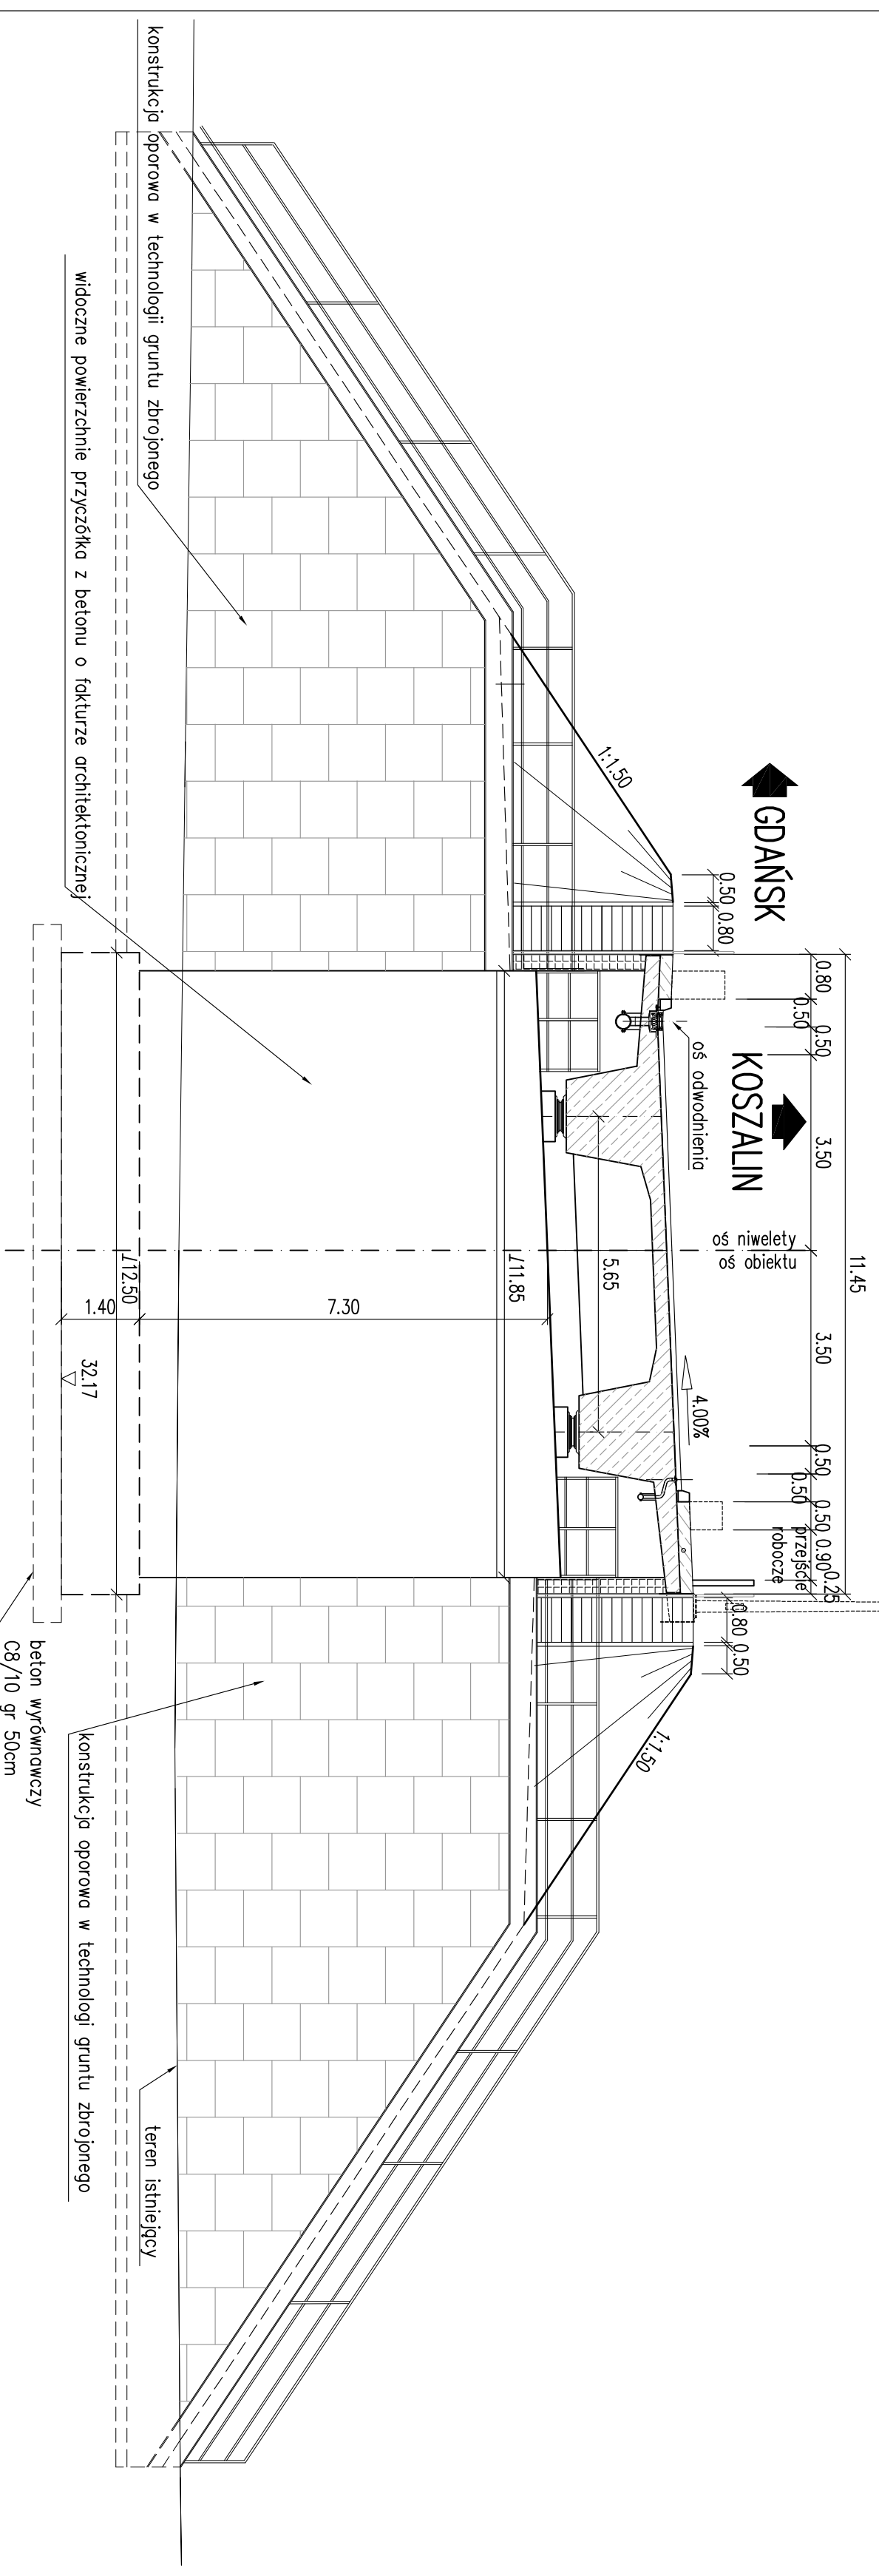 GDAŃSK
KOSZALIN
11.45
0.80
0.50
0.50
3.50
3.50
0.50
0.50
0.50
0.90
0.25
przejście
robocze
oś niwelety
oś obiektu
0.50
0.80
0.80
0.50
oś odwodnienia
4.00%
1:1.50
1:1.50
5.65
/11.85
7.30
/12.50
1.40
32.17
konstrukcja oporowa w technologii gruntu zbrojonego
widoczne powierzchnie przyczółka z betonu o fakturze architektonicznej
teren istniejący
konstrukcja oporowa w technologi gruntu zbrojonego
beton wyrównawczy
C8/10 gr 50cm